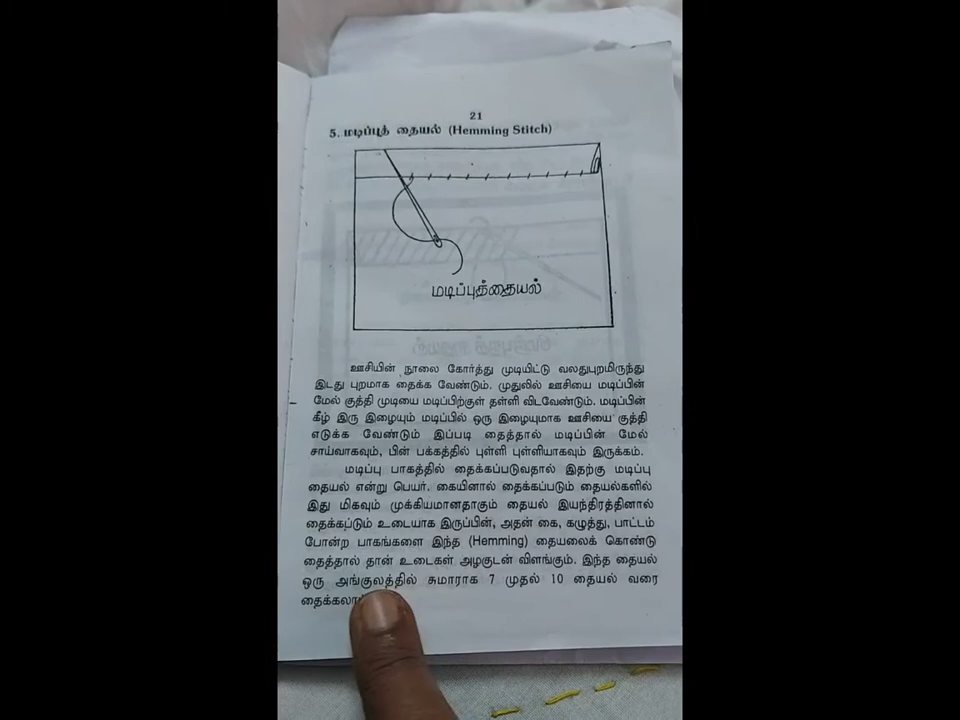 21
5. மடிப்புத் தையல் (Hemming Stitch)
மடிப்புத்தையல்
ஊசியின் நூலை கோர்த்து முடியிட்டு வலதுபுறமிருந்து
இடது புறமாக தைக்க வேண்டும். முதுலில் ஊசியை மடிப்பின்
மேல் குத்தி முடியை மடிப்பிற்குள் தள்ளி விடவேண்டும். மடிப்பின்
கீழ் இரு இழையும் மடிப்பில் ஒரு இழையுமாக ஊசியை குத்தி
எடுக்க வேண்டும் இப்படி தைத்தால் மடிப்பின் மேல்
சாய்வாகவும், பின் பக்கத்தில் புள்ளி புள்ளியாகவும் இருக்கம்.
மடிப்பு பாகத்தில் தைக்கப்படுவதால் இதற்கு மடிப்பு
தையல் என்று பெயர். கையினால் தைக்கப்படும் தையல்களில்
இது மிகவும் முக்கியமானதாகும் தையல் இயந்திரத்தினால்
தைக்கப்டும் உடையாக இருப்பின், அதன் கை, கழுத்து, பாட்டம்
போன்ற பாகங்களை இந்த (Hemming) தையலைக் கொண்டு
தைத்தால் தான் உடைகள் அழகுடன் விளங்கும். இந்த தையல்
ஒரு அங்குலத்தில் சுமாராக 7 முதல் 10 தையல் வரை